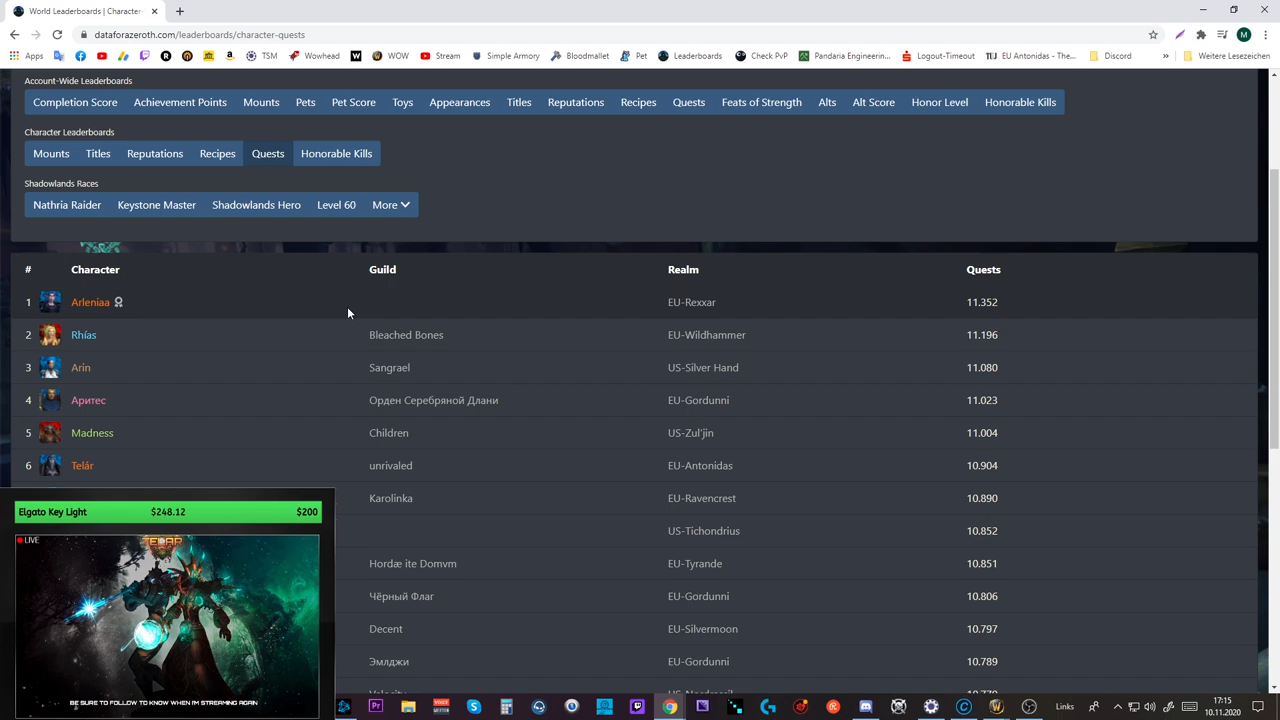 World Leaderboards | Character-
dataforazeroth.com/leaderboards/character-quests
M
Apps TSM Wowhead WOW Stream Simple Armory Bloodmallet Pet Leaderboards Check PvP Pandaria Engineerin... Logout-Timeout EU Antonidas - The... Discord » Weitere Lesezeichen
Account-Wide Leaderboards
Completion Score Achievement Points Mounts Pets Pet Score Toys Appearances Titles Reputations Recipes Quests Feats of Strength Alts Alt Score Honor Level Honorable Kills
Character Leaderboards
Mounts Titles Reputations Recipes Quests Honorable Kills
Shadowlands Races
Nathria Raider Keystone Master Shadowlands Hero Level 60 More
# Character Guild Realm Quests
1 Arleniaa EU-Rexxar 11.352
2 Rhías Bleached Bones EU-Wildhammer 11.196
3 Arin Sangrael US-Silver Hand 11.080
4 Аритес Орден Серебряной Длани EU-Gordunni 11.023
5 Madness Children US-Zul'jin 11.004
6 Telár unrivaled EU-Antonidas 10.904
Karolinka EU-Ravencrest 10.890
US-Tichondrius 10.852
Hordæ ite Domvm EU-Tyrande 10.851
Чёрный Флаг EU-Gordunni 10.806
Decent EU-Silvermoon 10.797
Эмлджи EU-Gordunni 10.789
Elgato Key Light $248.12 $200
LIVE
TELAR
BE SURE TO FOLLOW TO KNOW WHEN I'M STREAMING AGAIN
Links
17:15
10.11.2020